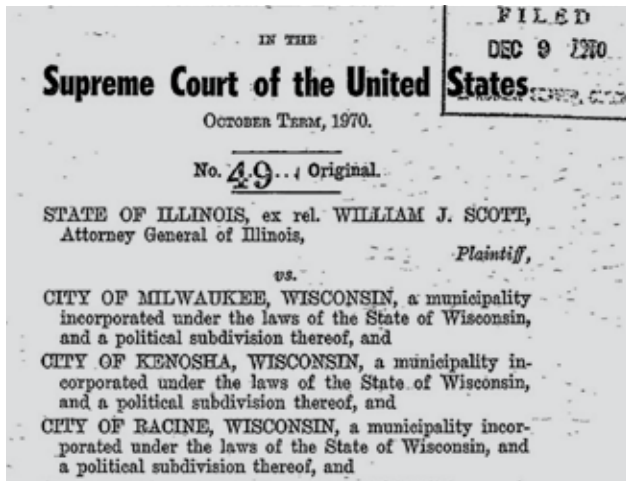 FILED
DEC 9 1970
IN THE
Supreme Court of the United States
OCTOBER TERM, 1970.
No. 49... Original.
STATE OF ILLINOIS, ex rel. WILLIAM J. SCOTT,
Attorney General of Illinois,
Plaintiff,
vs.
CITY OF MILWAUKEE, WISCONSIN, a municipality
incorporated under the laws of the State of Wisconsin,
and a political subdivision thereof, and
CITY OF KENOSHA, WISCONSIN, a municipality in-
corporated under the laws of the State of Wisconsin,
and a political subdivision thereof, and
CITY OF RACINE, WISCONSIN, a municipality incor-
porated under the laws of the State of Wisconsin, and
a political subdivision thereof, and